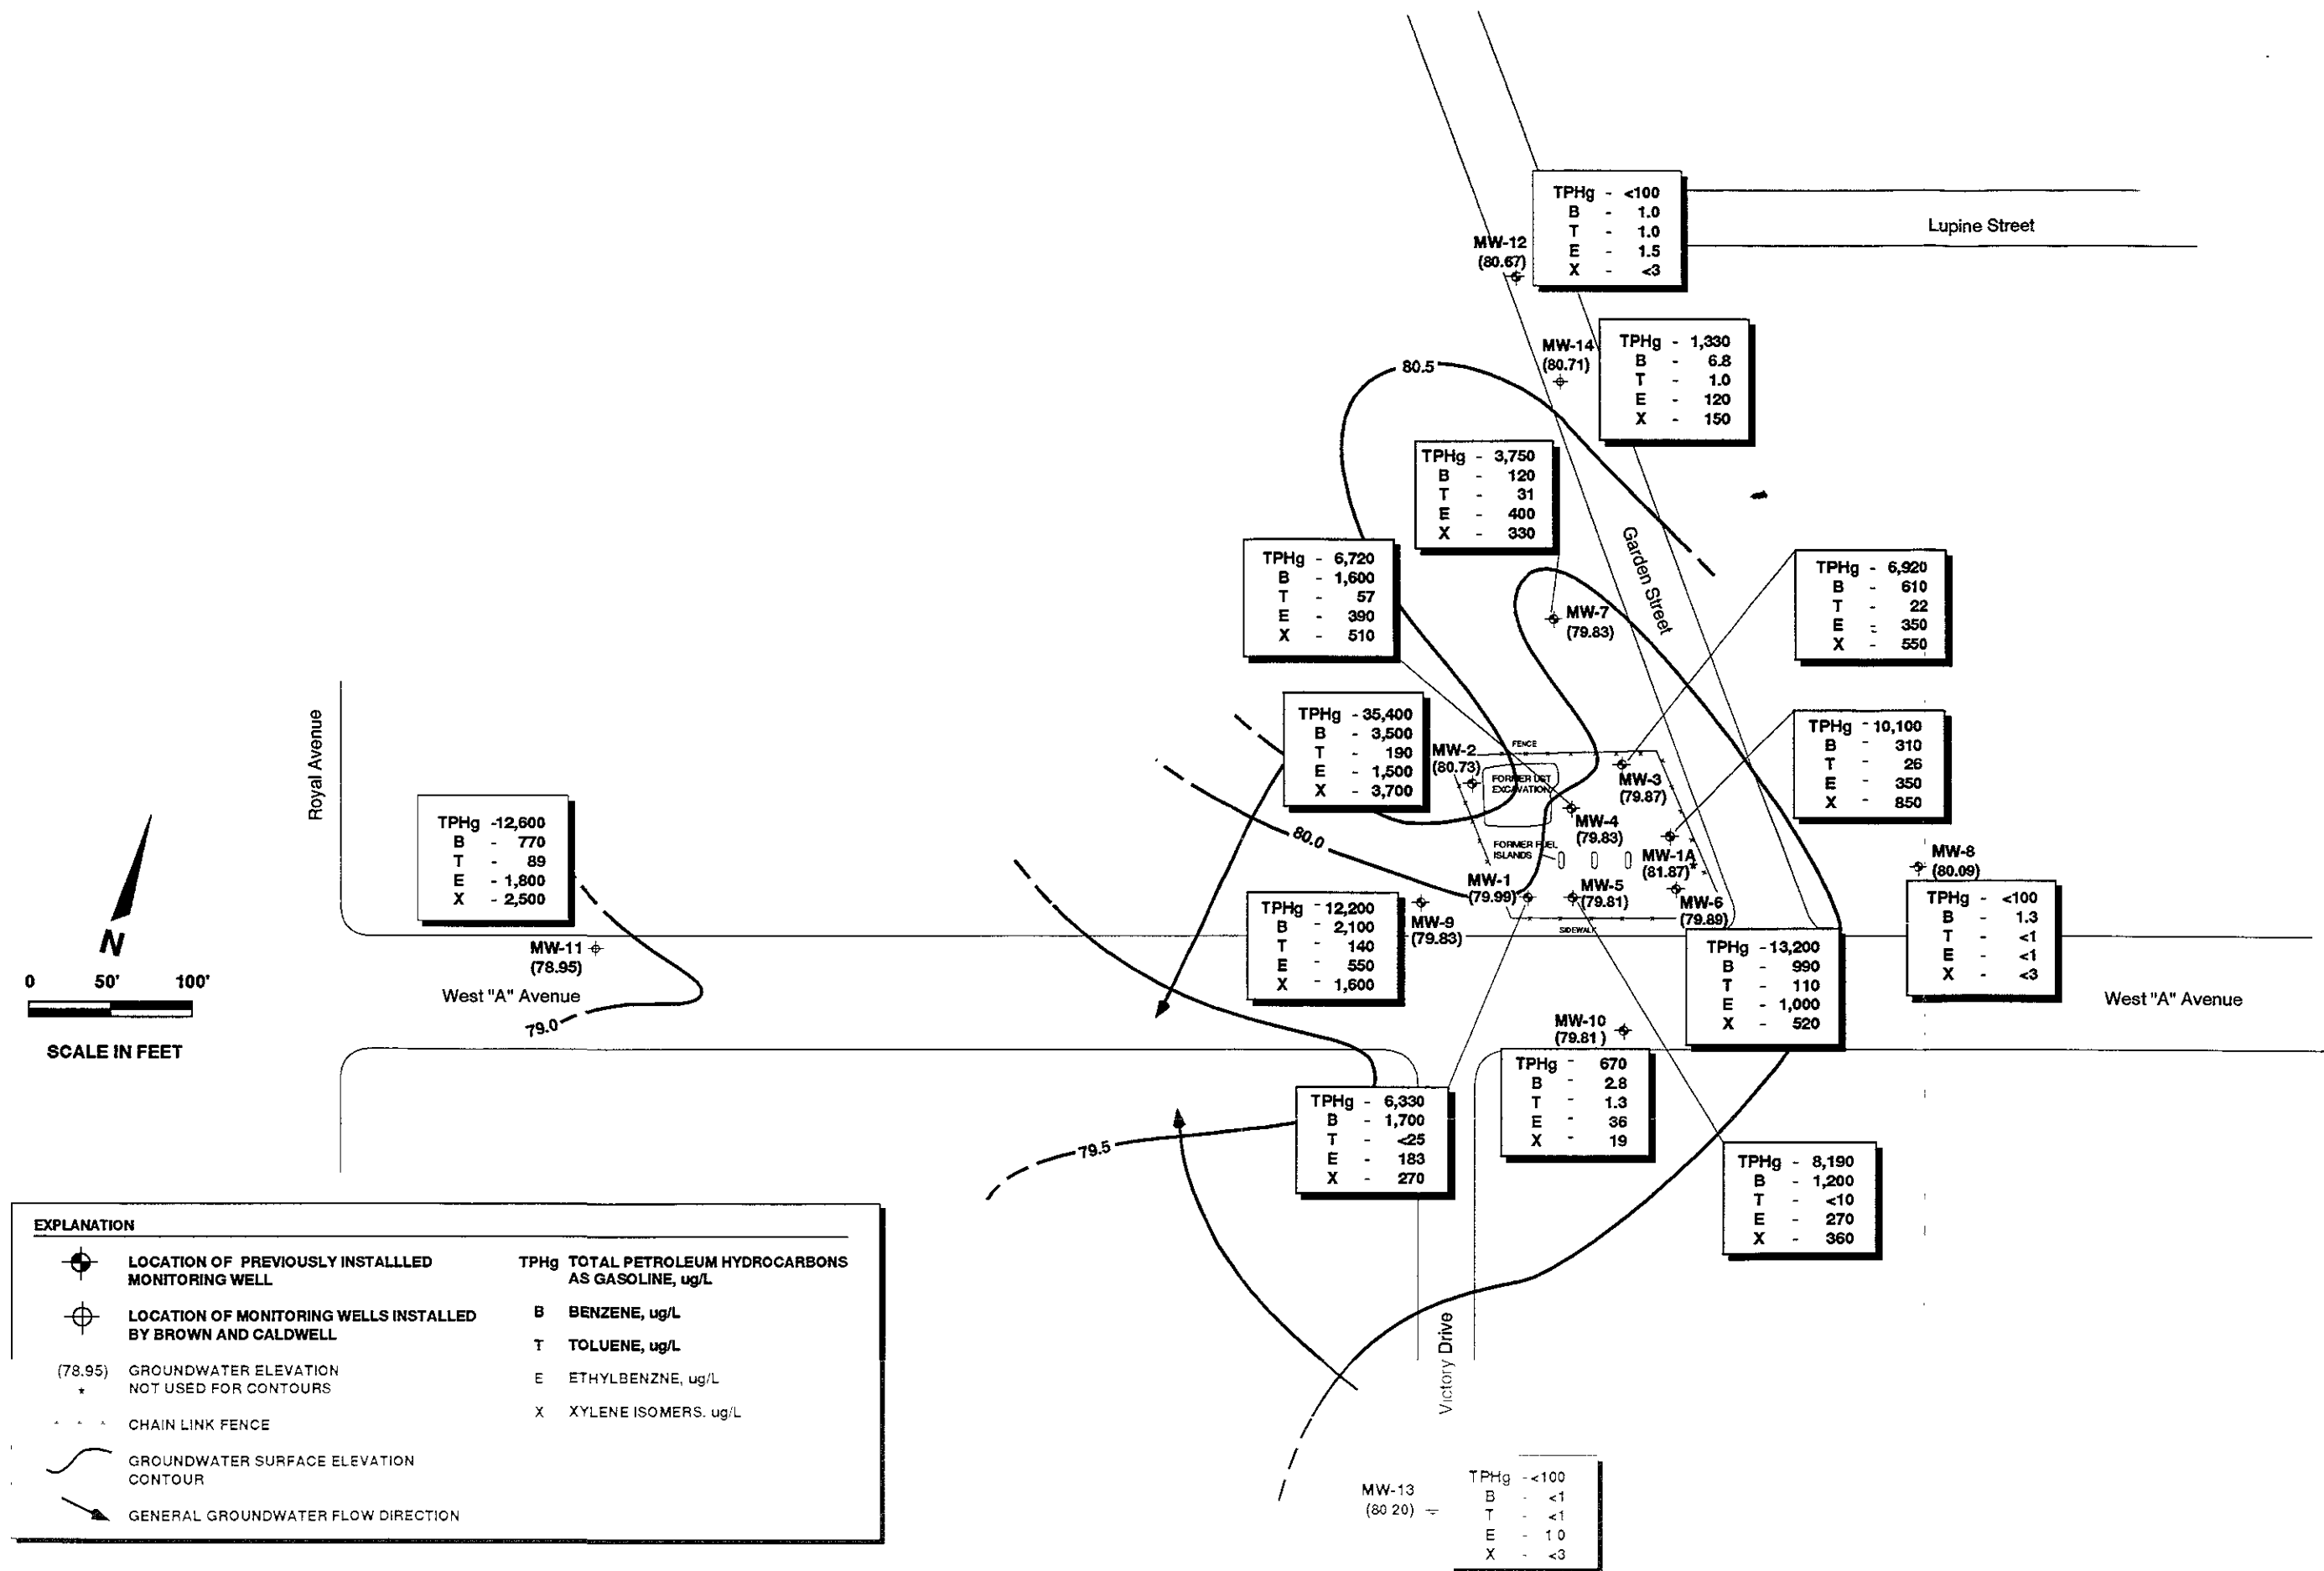 TPHg - <100
B - 1.0
T - 1.0
E - 1.5
X - <3
Lupine Street
MW-12
(80.67)
MW-14
(80.71)
TPHg - 1,330
B - 6.8
T - 1.0
E - 120
X - 150
80.5
TPHg - 3,750
B - 120
T - 31
E - 400
X - 330
Garden Street
TPHg - 6,720
B - 1,600
T - 57
E - 390
X - 510
MW-7
(79.83)
TPHg - 6,920
B - 610
T - 22
E - 350
X - 550
TPHg - 35,400
B - 3,500
T - 190
E - 1,500
X - 3,700
MW-2
(80.73)
FENCE
FORMER UST
EXCAVATION
MW-3
(79.87)
TPHg - 10,100
B - 310
T - 26
E - 350
X - 850
Royal Avenue
TPHg -12,600
B - 770
T - 89
E - 1,800
X - 2,500
80.0
MW-4
(79.83)
FORMER FUEL
ISLANDS
MW-1A
(81.87)*
MW-8
(80.09)
MW-1
(79.99)
MW-5
(79.81)
MW-6
(79.89)
SIDEWALK
TPHg - 12,200
B - 2,100
T - 140
E - 550
X - 1,600
MW-9
(79.83)
TPHg - <100
B - 1.3
T - <1
E - <1
X - <3
TPHg - 13,200
B - 990
T - 110
E - 1,000
X - 520
N
0 50' 100'
SCALE IN FEET
MW-11
(78.95)
West "A" Avenue
79.0
West "A" Avenue
MW-10
(79.81 )
TPHg - 670
B - 2.8
T - 1.3
E - 36
X - 19
TPHg - 6,330
B - 1,700
T - <25
E - 183
X - 270
79.5
TPHg - 8,190
B - 1,200
T - <10
E - 270
X - 360
Victory Drive
EXPLANATION
LOCATION OF PREVIOUSLY INSTALLLED
MONITORING WELL
LOCATION OF MONITORING WELLS INSTALLED
BY BROWN AND CALDWELL
(78.95) GROUNDWATER ELEVATION
* NOT USED FOR CONTOURS
CHAIN LINK FENCE
GROUNDWATER SURFACE ELEVATION
CONTOUR
GENERAL GROUNDWATER FLOW DIRECTION
TPHg TOTAL PETROLEUM HYDROCARBONS
AS GASOLINE, ug/L
B BENZENE, ug/L
T TOLUENE, ug/L
E ETHYLBENZNE, ug/L
X XYLENE ISOMERS. ug/L
MW-13
(80 20)
TPHg - <100
B - <1
T - <1
E - 1 0
X - <3